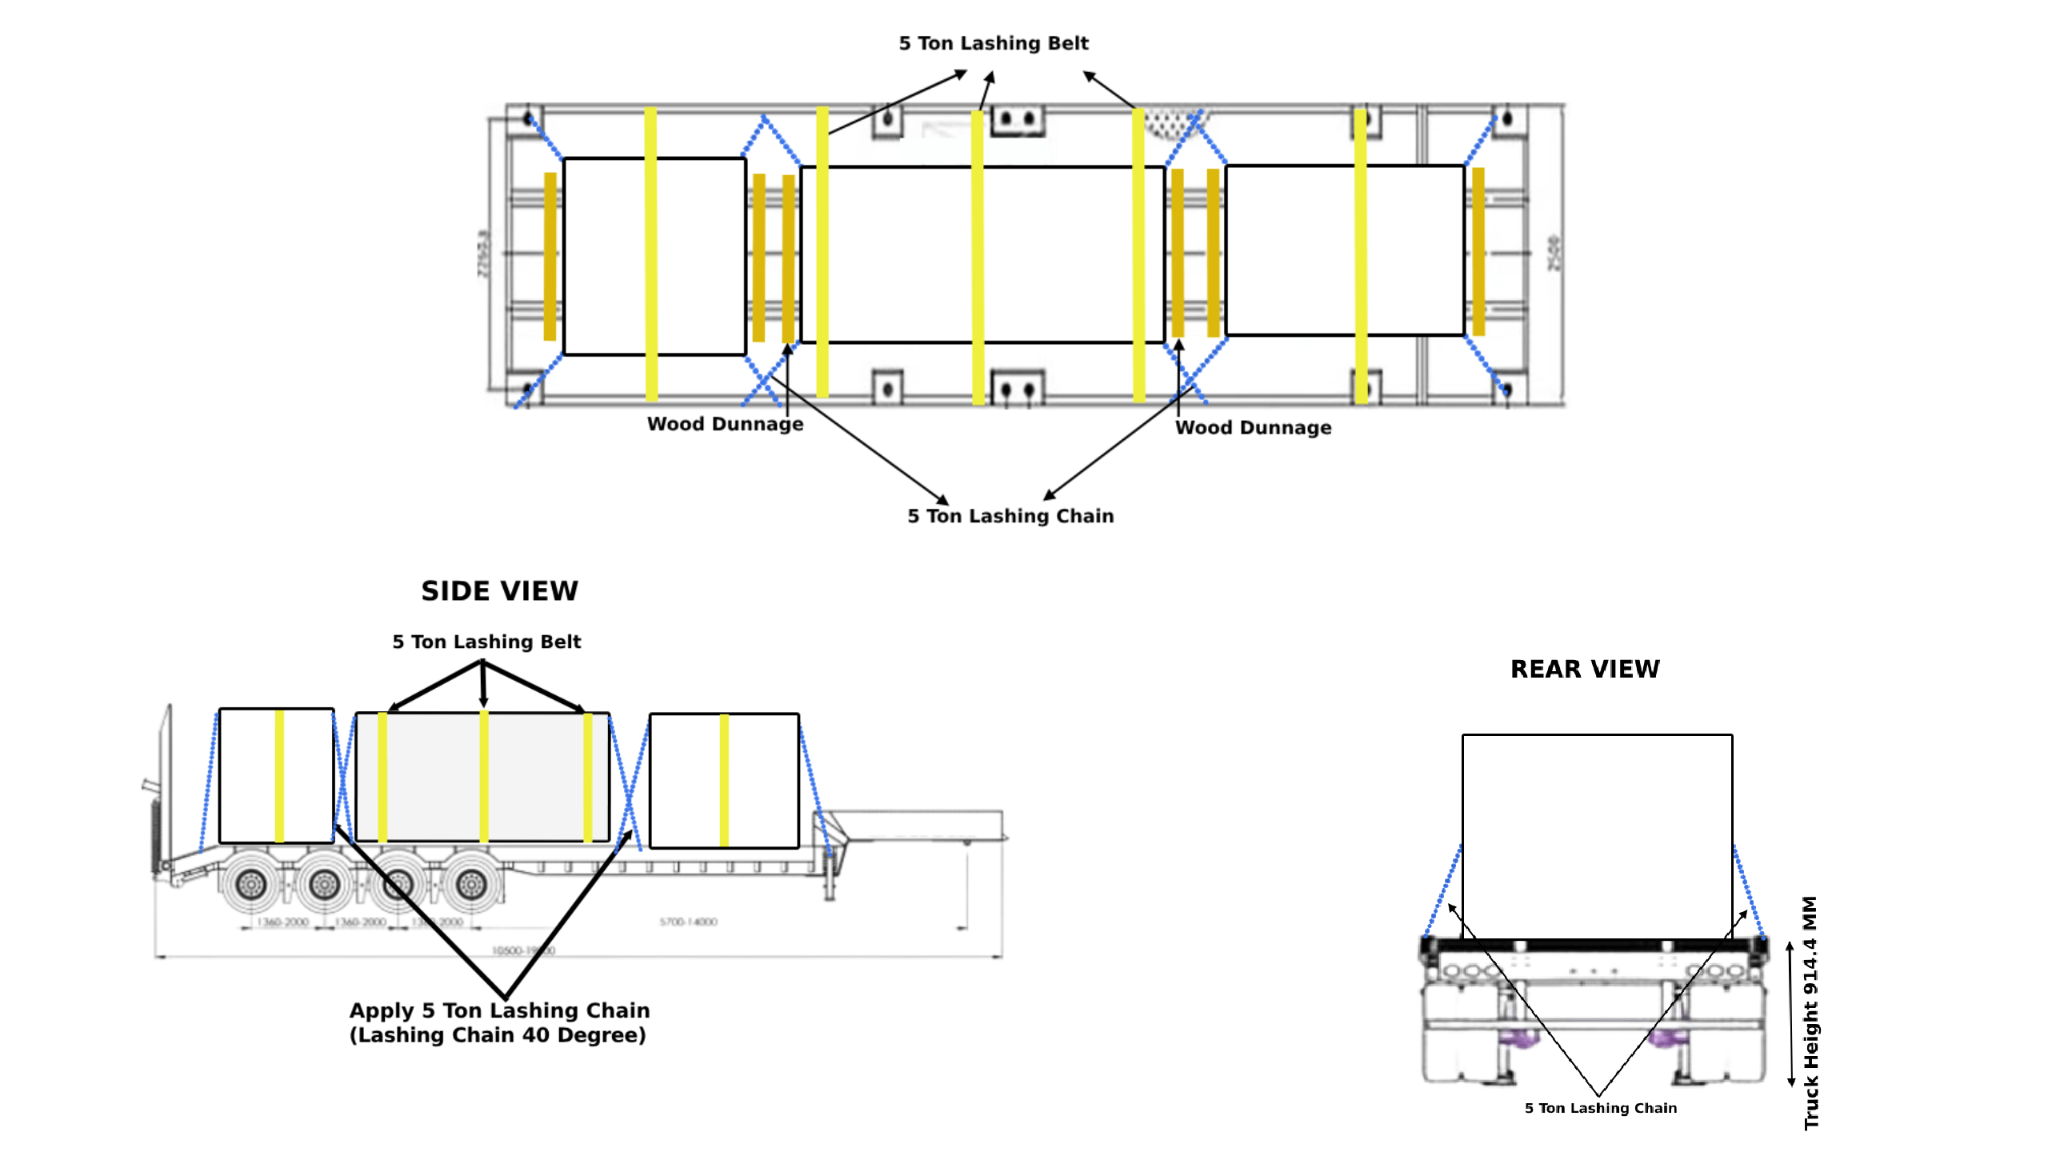 5 Ton Lashing Belt
2500
Wood Dunnage
Wood Dunnage
5 Ton Lashing Chain
SIDE VIEW
5 Ton Lashing Belt
REAR VIEW
1360-2000
1360-2000
5700-14000
Apply 5 Ton Lashing Chain
(Lashing Chain 40 Degree)
5 Ton Lashing Chain
Truck Height 914.4 MM